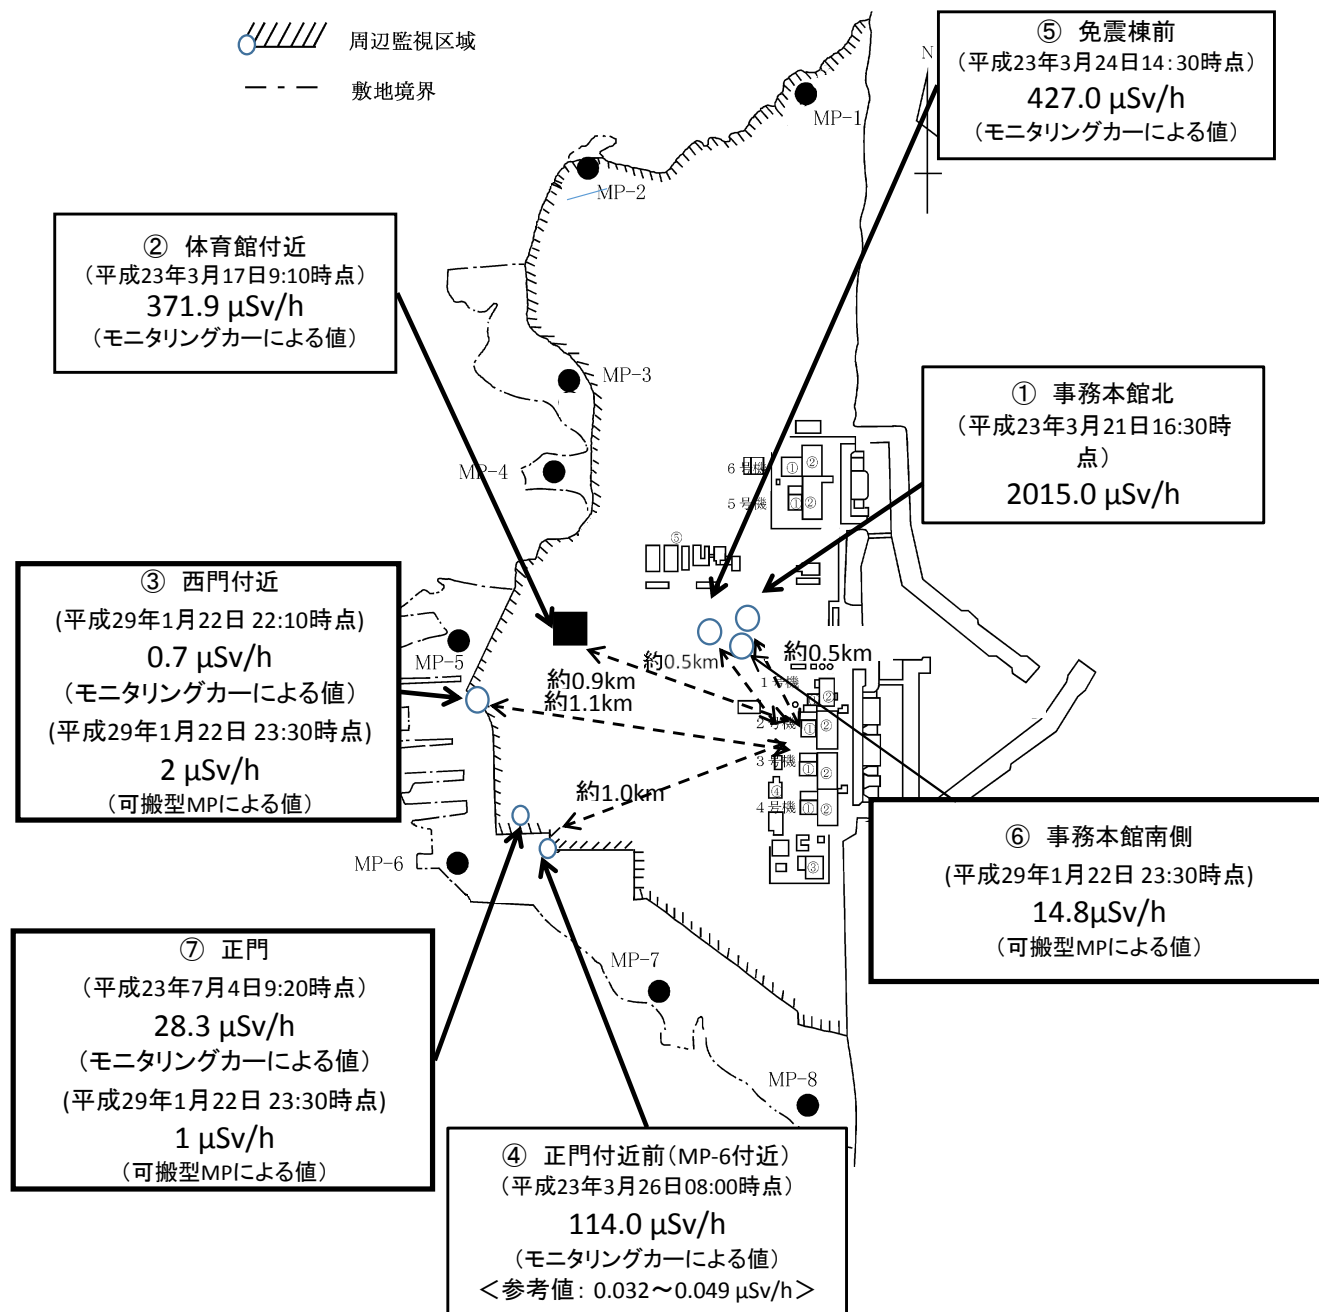 周辺監視区域
敷地境界
⑤ 免震棟前
(平成23年3月24日14:30時点)
427.0 μSv/h
(モニタリングカーによる値)
N
MP-1
MP-2
② 体育館付近
(平成23年3月17日9:10時点)
371.9 μSv/h
(モニタリングカーによる値)
MP-3
① 事務本館北
(平成23年3月21日16:30時
点)
2015.0 μSv/h
MP-4
6号機
①
②
5号機
①
②
⑤
③ 西門付近
(平成29年1月22日 22:10時点)
0.7 μSv/h
(モニタリングカーによる値)
(平成29年1月22日 23:30時点)
2 μSv/h
(可搬型MPによる値)
MP-5
約0.5km
約0.5km
約0.9km
約1.1km
1号機
②
2号機
①
②
3号機
①
②
約1.0km
④
4号機
①
②
③
MP-6
⑥ 事務本館南側
(平成29年1月22日 23:30時点)
14.8μSv/h
(可搬型MPによる値)
⑦ 正門
(平成23年7月4日9:20時点)
28.3 μSv/h
(モニタリングカーによる値)
(平成29年1月22日 23:30時点)
1 μSv/h
(可搬型MPによる値)
MP-7
MP-8
④ 正門付近前(MP-6付近)
(平成23年3月26日08:00時点)
114.0 μSv/h
(モニタリングカーによる値)
<参考値: 0.032～0.049 μSv/h>